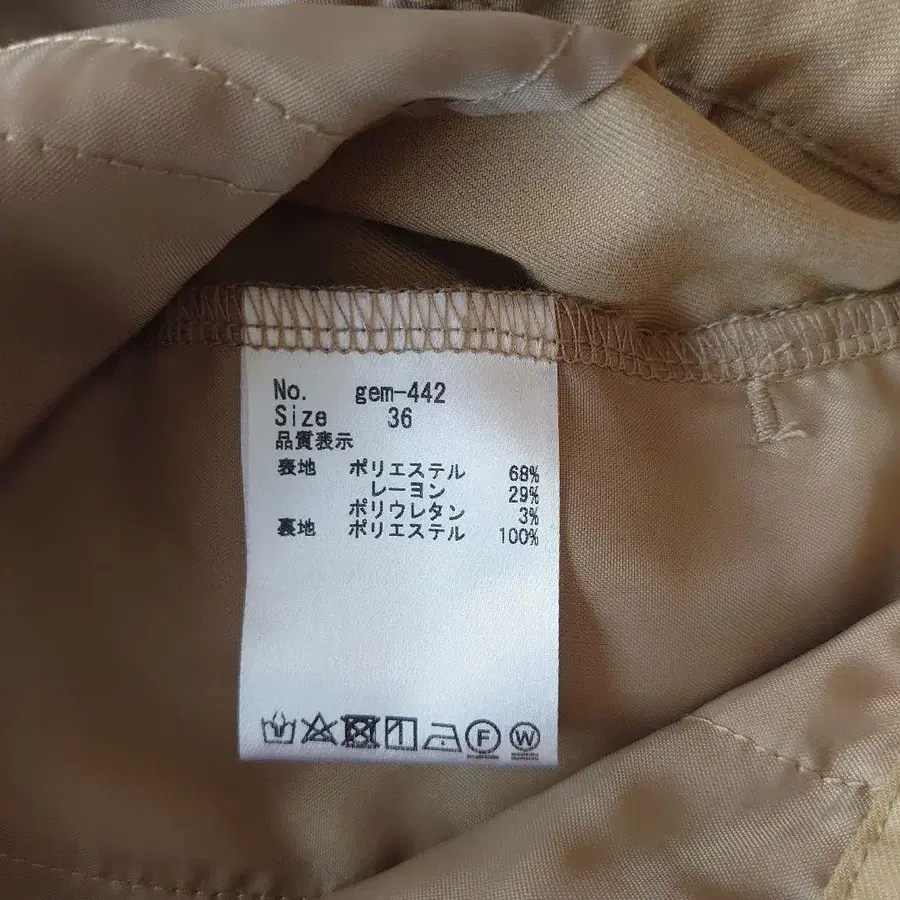 No. gem-442
Size 36
品質表示
表地 ポリエステル 68%
レーヨン 29%
ポリウレタン 3%
裏地 ポリエステル 100%
F W